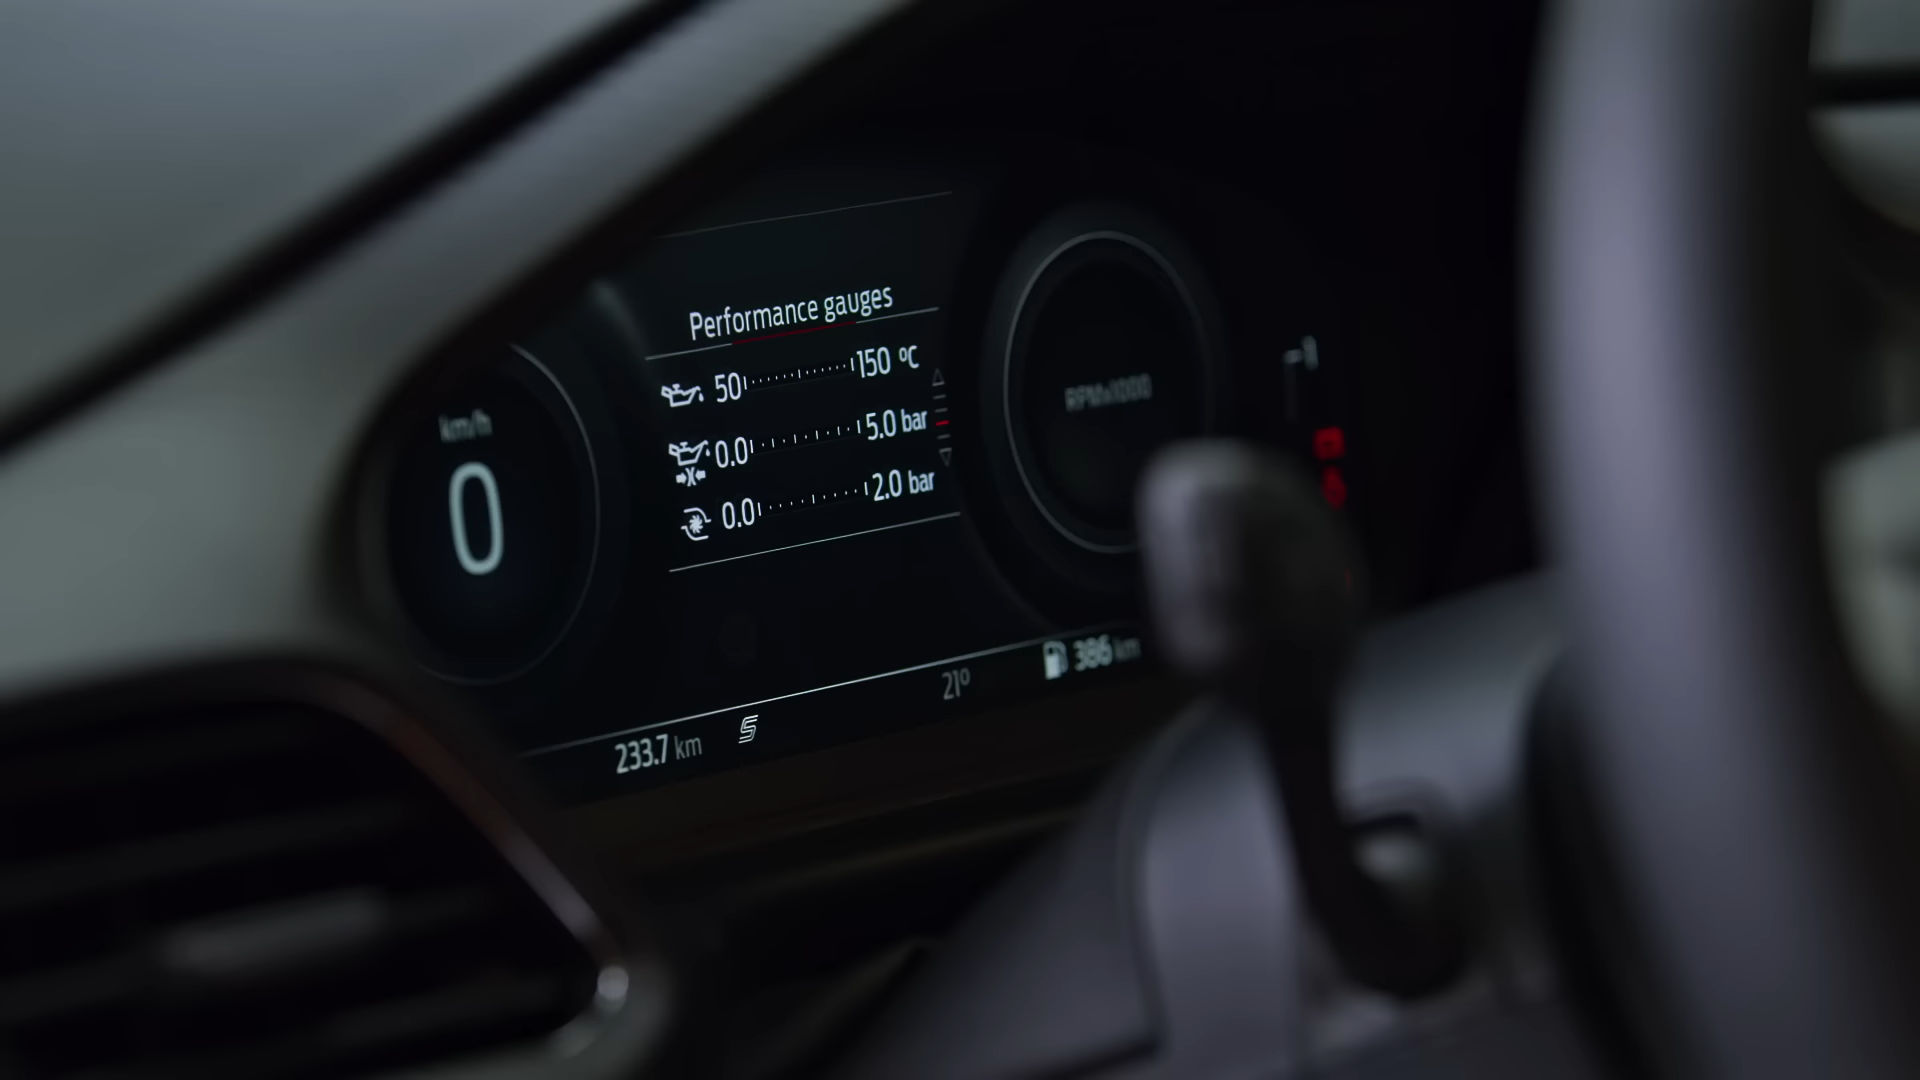 Performance gauges
50 150 ºC
km/h
0.0 5.0 bar
0
0.0 2.0 bar
RPMx1000
21º
386 km
233.7 km
S